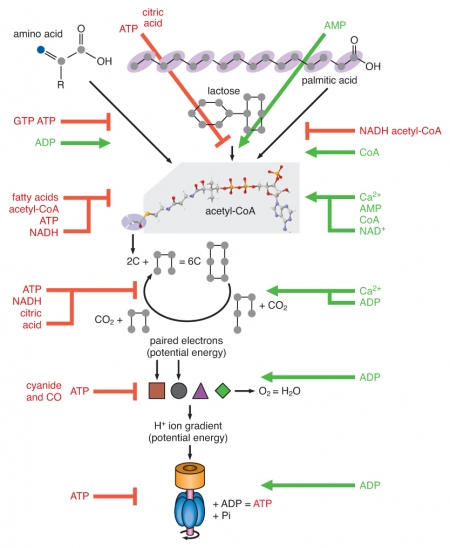 citric
acid
ATP
AMP
amino acid
O
OH
R
O
OH
palmitic acid
lactose
GTP ATP
ADP
NADH acetyl-CoA
CoA
fatty acids
acetyl-CoA
ATP
NADH
acetyl-CoA
Ca2+
AMP
CoA
NAD+
2C + = 6C
ATP
NADH
citric
acid
CO2 +
+ CO2
Ca2+
ADP
paired electrons
(potential energy)
cyanide
and CO
ATP
O2 = H2O
ADP
H+ ion gradient
(potential energy)
ATP
+ ADP = ATP
+ Pi
ADP